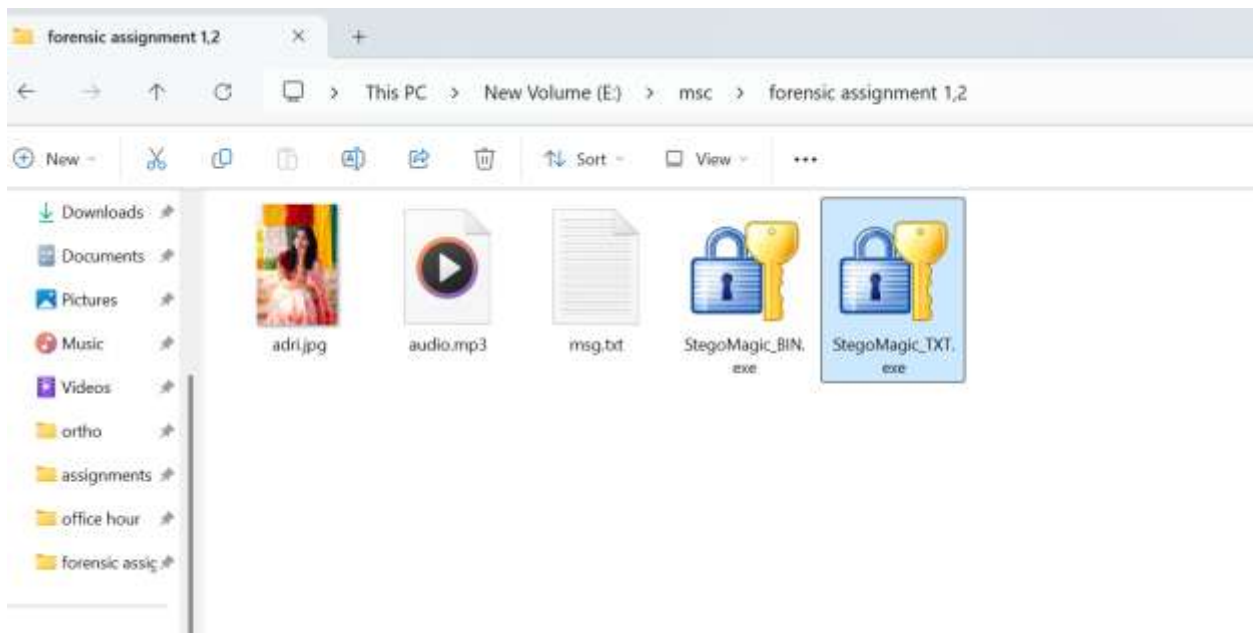 forensic assignment 1,2
This PC > New Volume (E:) > msc > forensic assignment 1,2
New
Sort
View
Downloads
Documents
Pictures
Music
Videos
ortho
assignments
office hour
forensic assig
adri.jpg
audio.mp3
msg.txt
StegoMagic_BIN.
exe
StegoMagic_TXT.
exe